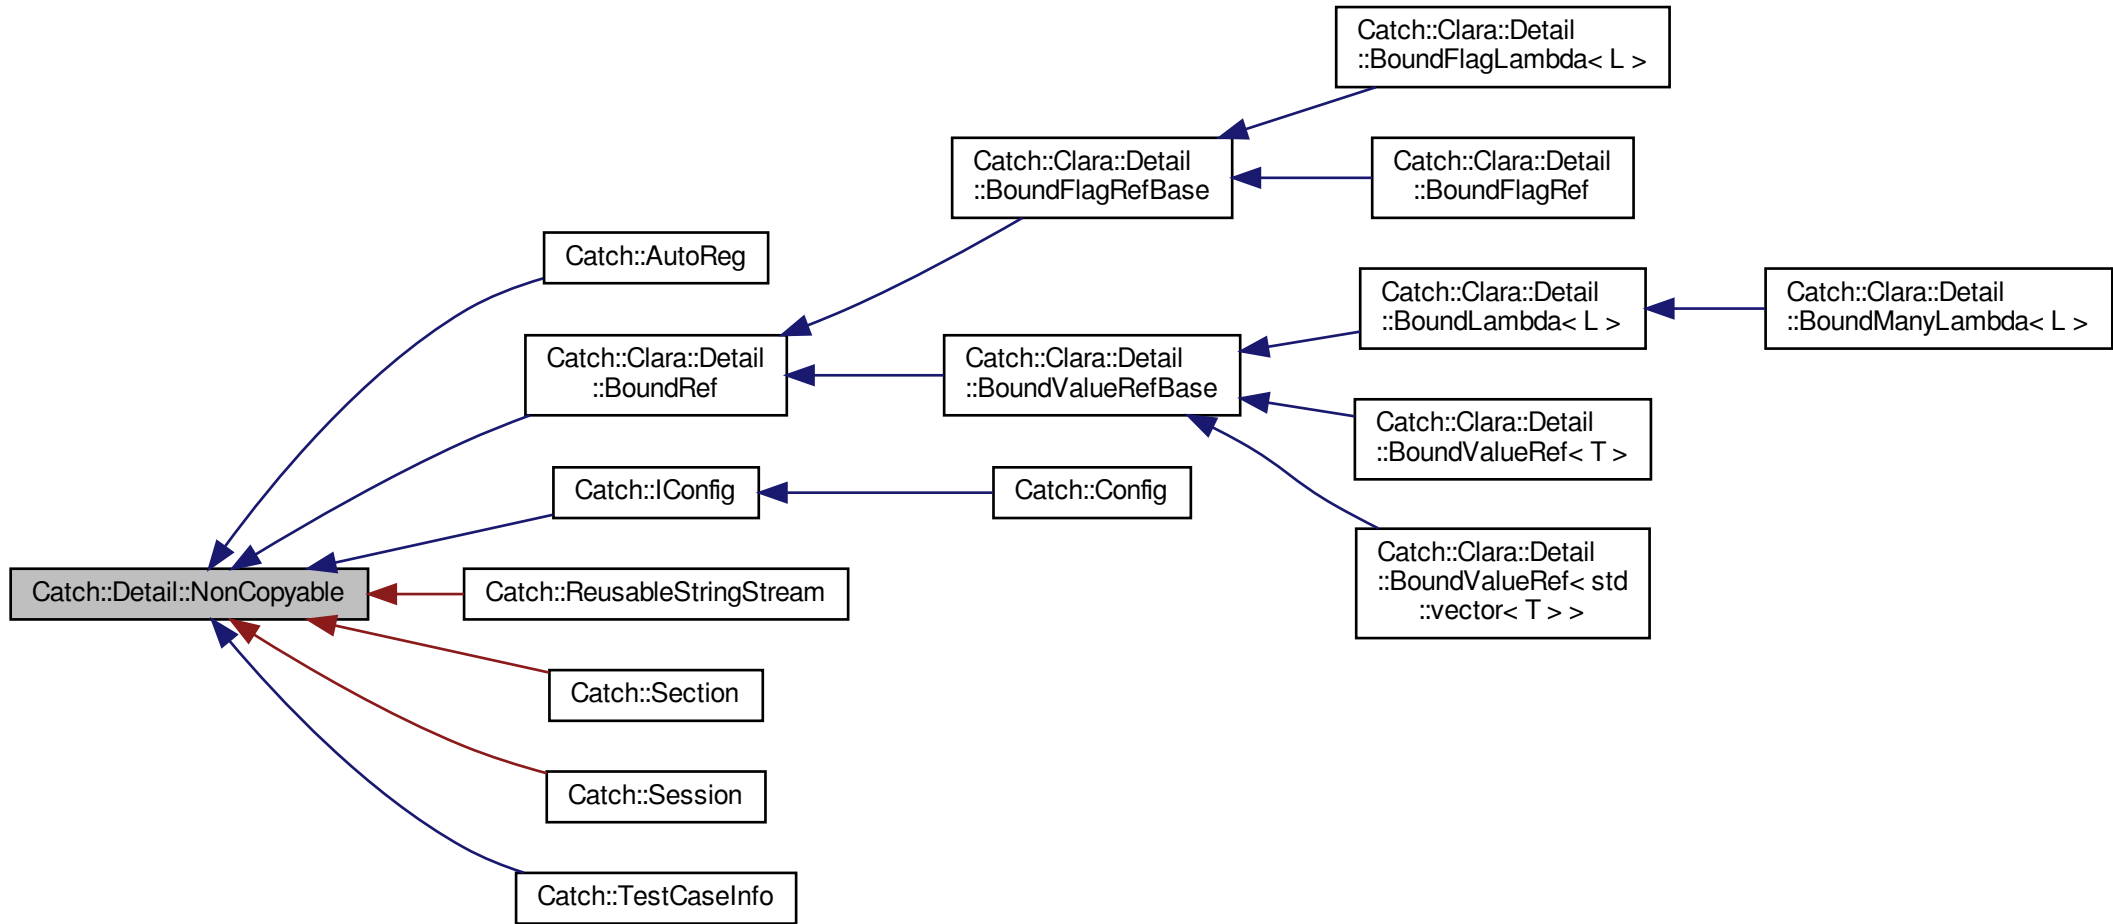 Catch::Clara::Detail
::BoundFlagLambda< L >
Catch::Clara::Detail
::BoundFlagRefBase
Catch::Clara::Detail
::BoundFlagRef
Catch::AutoReg
Catch::Clara::Detail
::BoundLambda< L >
Catch::Clara::Detail
::BoundManyLambda< L >
Catch::Clara::Detail
::BoundRef
Catch::Clara::Detail
::BoundValueRefBase
Catch::Clara::Detail
::BoundValueRef< T >
Catch::IConfig
Catch::Config
Catch::Clara::Detail
::BoundValueRef< std
::vector< T > >
Catch::Detail::NonCopyable
Catch::ReusableStringStream
Catch::Section
Catch::Session
Catch::TestCaseInfo